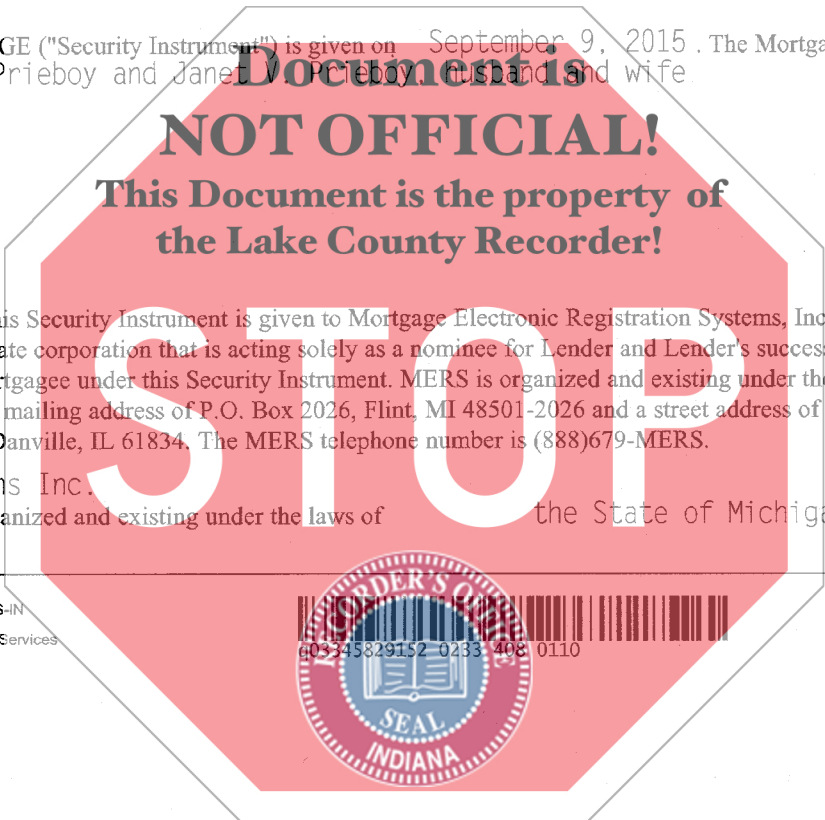 GE ("Security Instrument") is given on September 9, 2015 . The Mortga
Prieboy and Janet V. Prieboy, husband and wife
Document is
NOT OFFICIAL!
This Document is the property of
the Lake County Recorder!
STOP
is Security Instrument is given to Mortgage Electronic Registration Systems, Inc
ate corporation that is acting solely as a nominee for Lender and Lender's success
rtgagee under this Security Instrument. MERS is organized and existing under the
mailing address of P.O. Box 2026, Flint, MI 48501-2026 and a street address of
Danville, IL 61834. The MERS telephone number is (888)679-MERS.
ns Inc.
anized and existing under the laws of the State of Michiga
-IN
Services
q03345829152 0233 408 0110
RECORDER'S OFFICE
SEAL
INDIANA